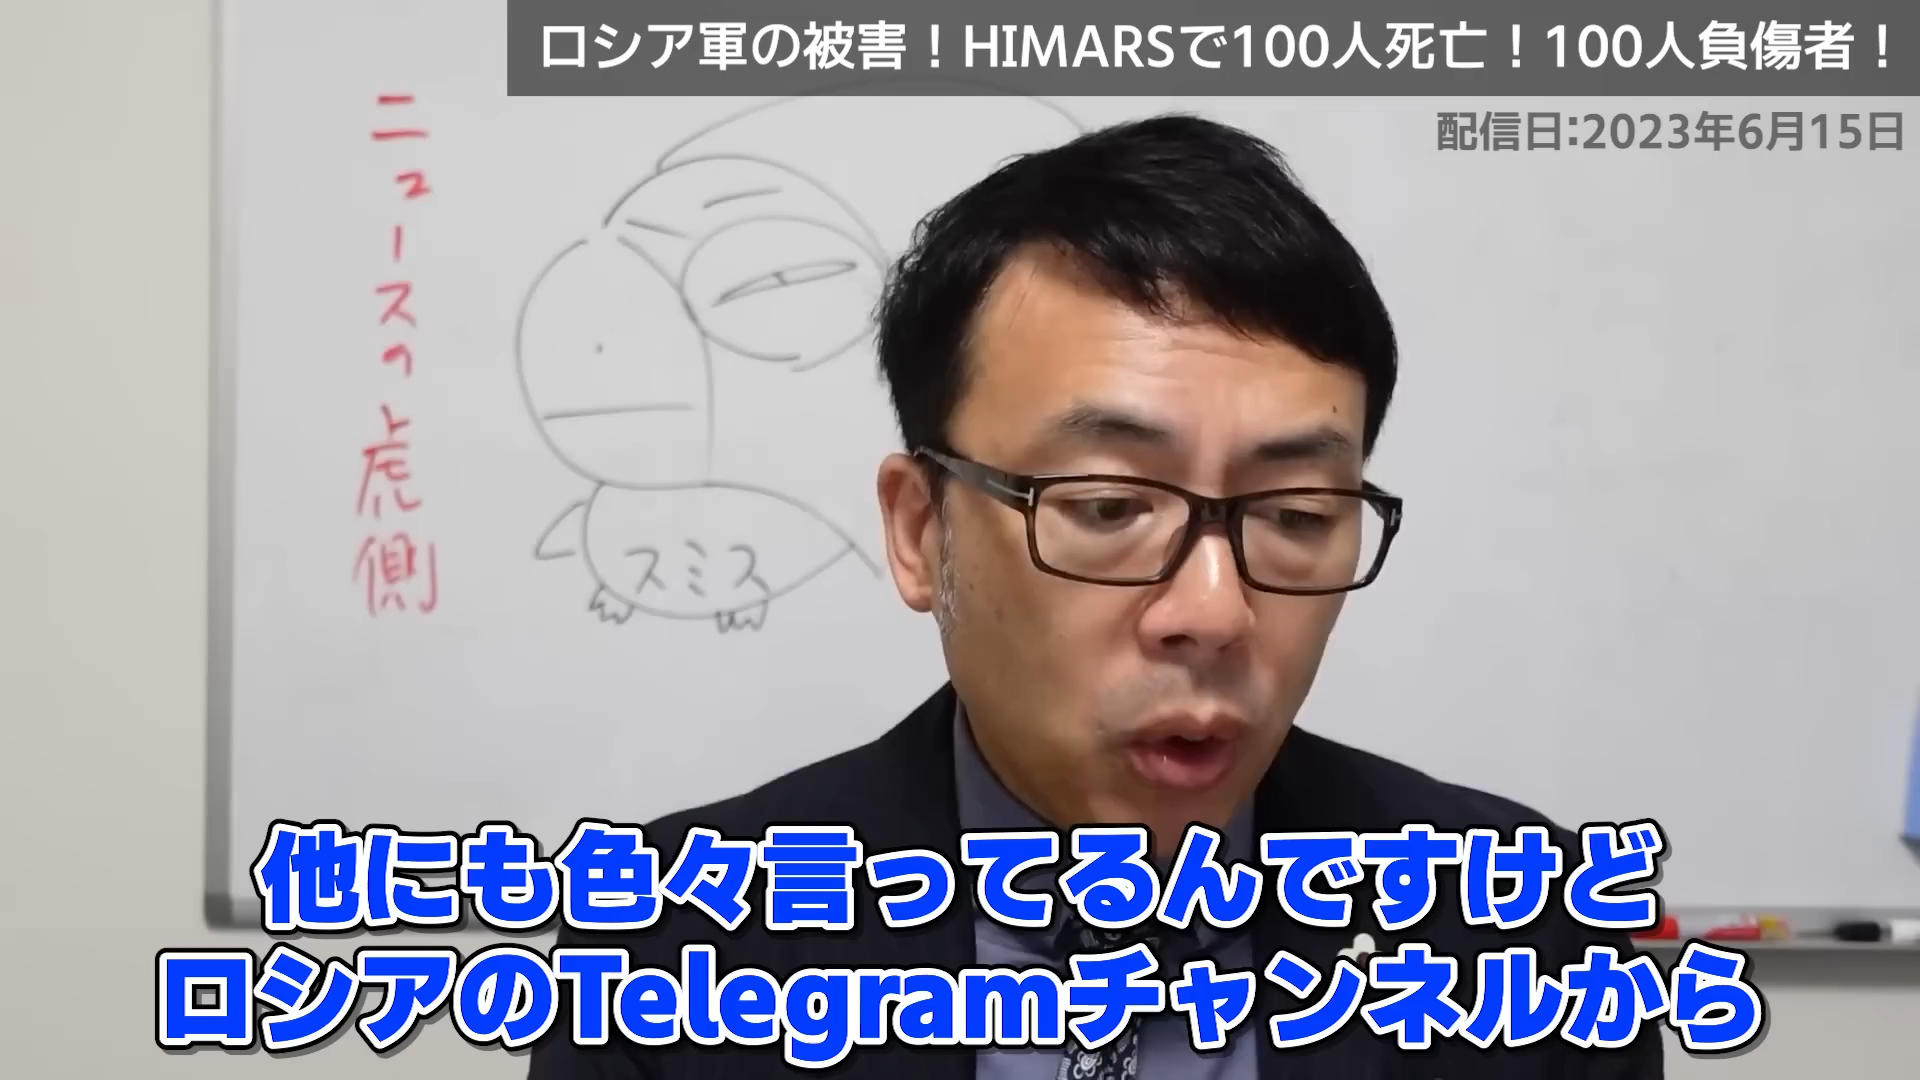 ロシア軍の被害！HIMARSで100人死亡！100人負傷者！
配信日:2023年6月15日
ニュースの虎側
スミス
他にも色々言ってるんですけど
ロシアのTelegramチャンネルから